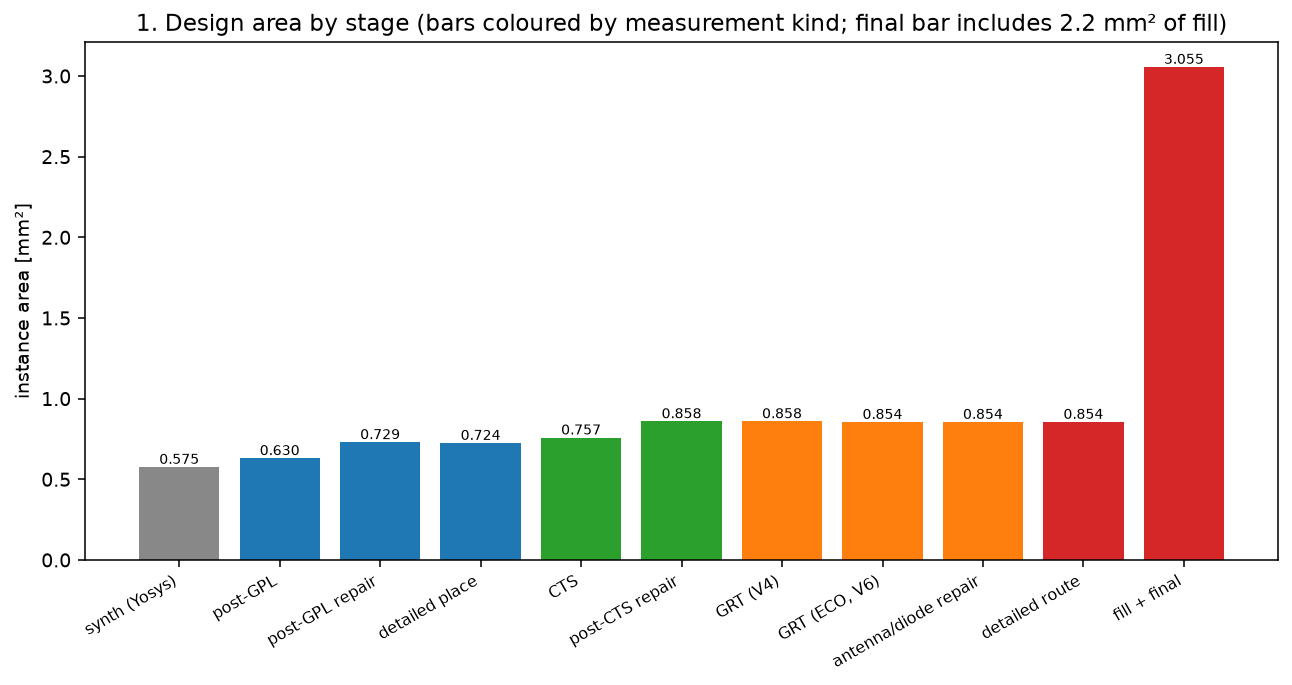 1. Design area by stage (bars coloured by measurement kind; final bar includes 2.2 mm² of fill)
instance area [mm²]
3.0
2.5
2.0
1.5
1.0
0.5
0.0
0.575
0.630
0.729
0.724
0.757
0.858
0.858
0.854
0.854
0.854
3.055
synth (Yosys)
post-GPL
post-GPL repair
detailed place
CTS
post-CTS repair
GRT (V4)
GRT (ECO, V6)
antenna/diode repair
detailed route
fill + final